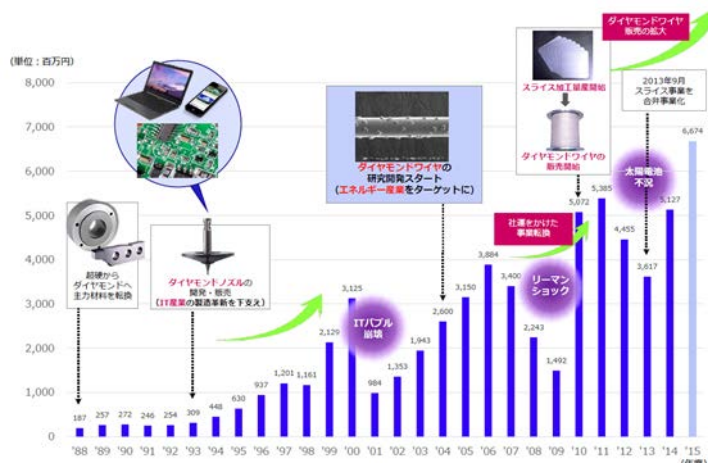 ダイヤモンドワイヤ
販売の拡大
(単位：百万円)
スライス加工量産開始
ダイヤモンドワイヤの
販売開始
2013年9月
スライス事業を
合弁事業化
ダイヤモンドワイヤの
研究開発スタート
(エネルギー産業をターゲットに)
太陽電池
不況
社運をかけた
事業転換
リーマン
ショック
超硬から
ダイヤモンドへ
主力材料を転換
ダイヤモンドノズルの
開発・販売
(IT産業の製造革新を下支え)
ITバブル
崩壊
8,000
7,000
6,000
5,000
4,000
3,000
2,000
1,000
0
187 257 272 246 254 309 448 630 937 1,201 1,161 2,129 3,125 984 1,353 1,943 2,600 3,150 3,884 3,400 2,243 1,492 5,072 5,385 4,455 3,617 5,127 6,674
'88 '89 '90 '91 '92 '93 '94 '95 '96 '97 '98 '99 '00 '01 '02 '03 '04 '05 '06 '07 '08 '09 '10 '11 '12 '13 '14 '15